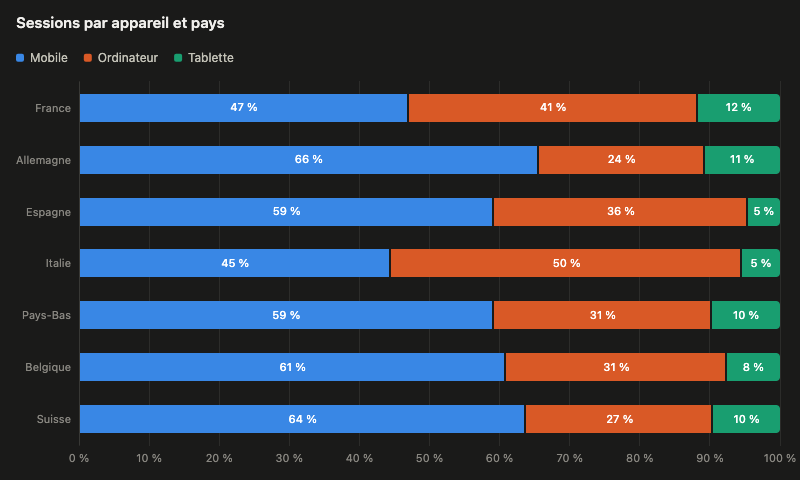 Sessions par appareil et pays
Mobile Ordinateur Tablette
France 47 % 41 % 12 %
Allemagne 66 % 24 % 11 %
Espagne 59 % 36 % 5 %
Italie 45 % 50 % 5 %
Pays-Bas 59 % 31 % 10 %
Belgique 61 % 31 % 8 %
Suisse 64 % 27 % 10 %
0 % 10 % 20 % 30 % 40 % 50 % 60 % 70 % 80 % 90 % 100 %